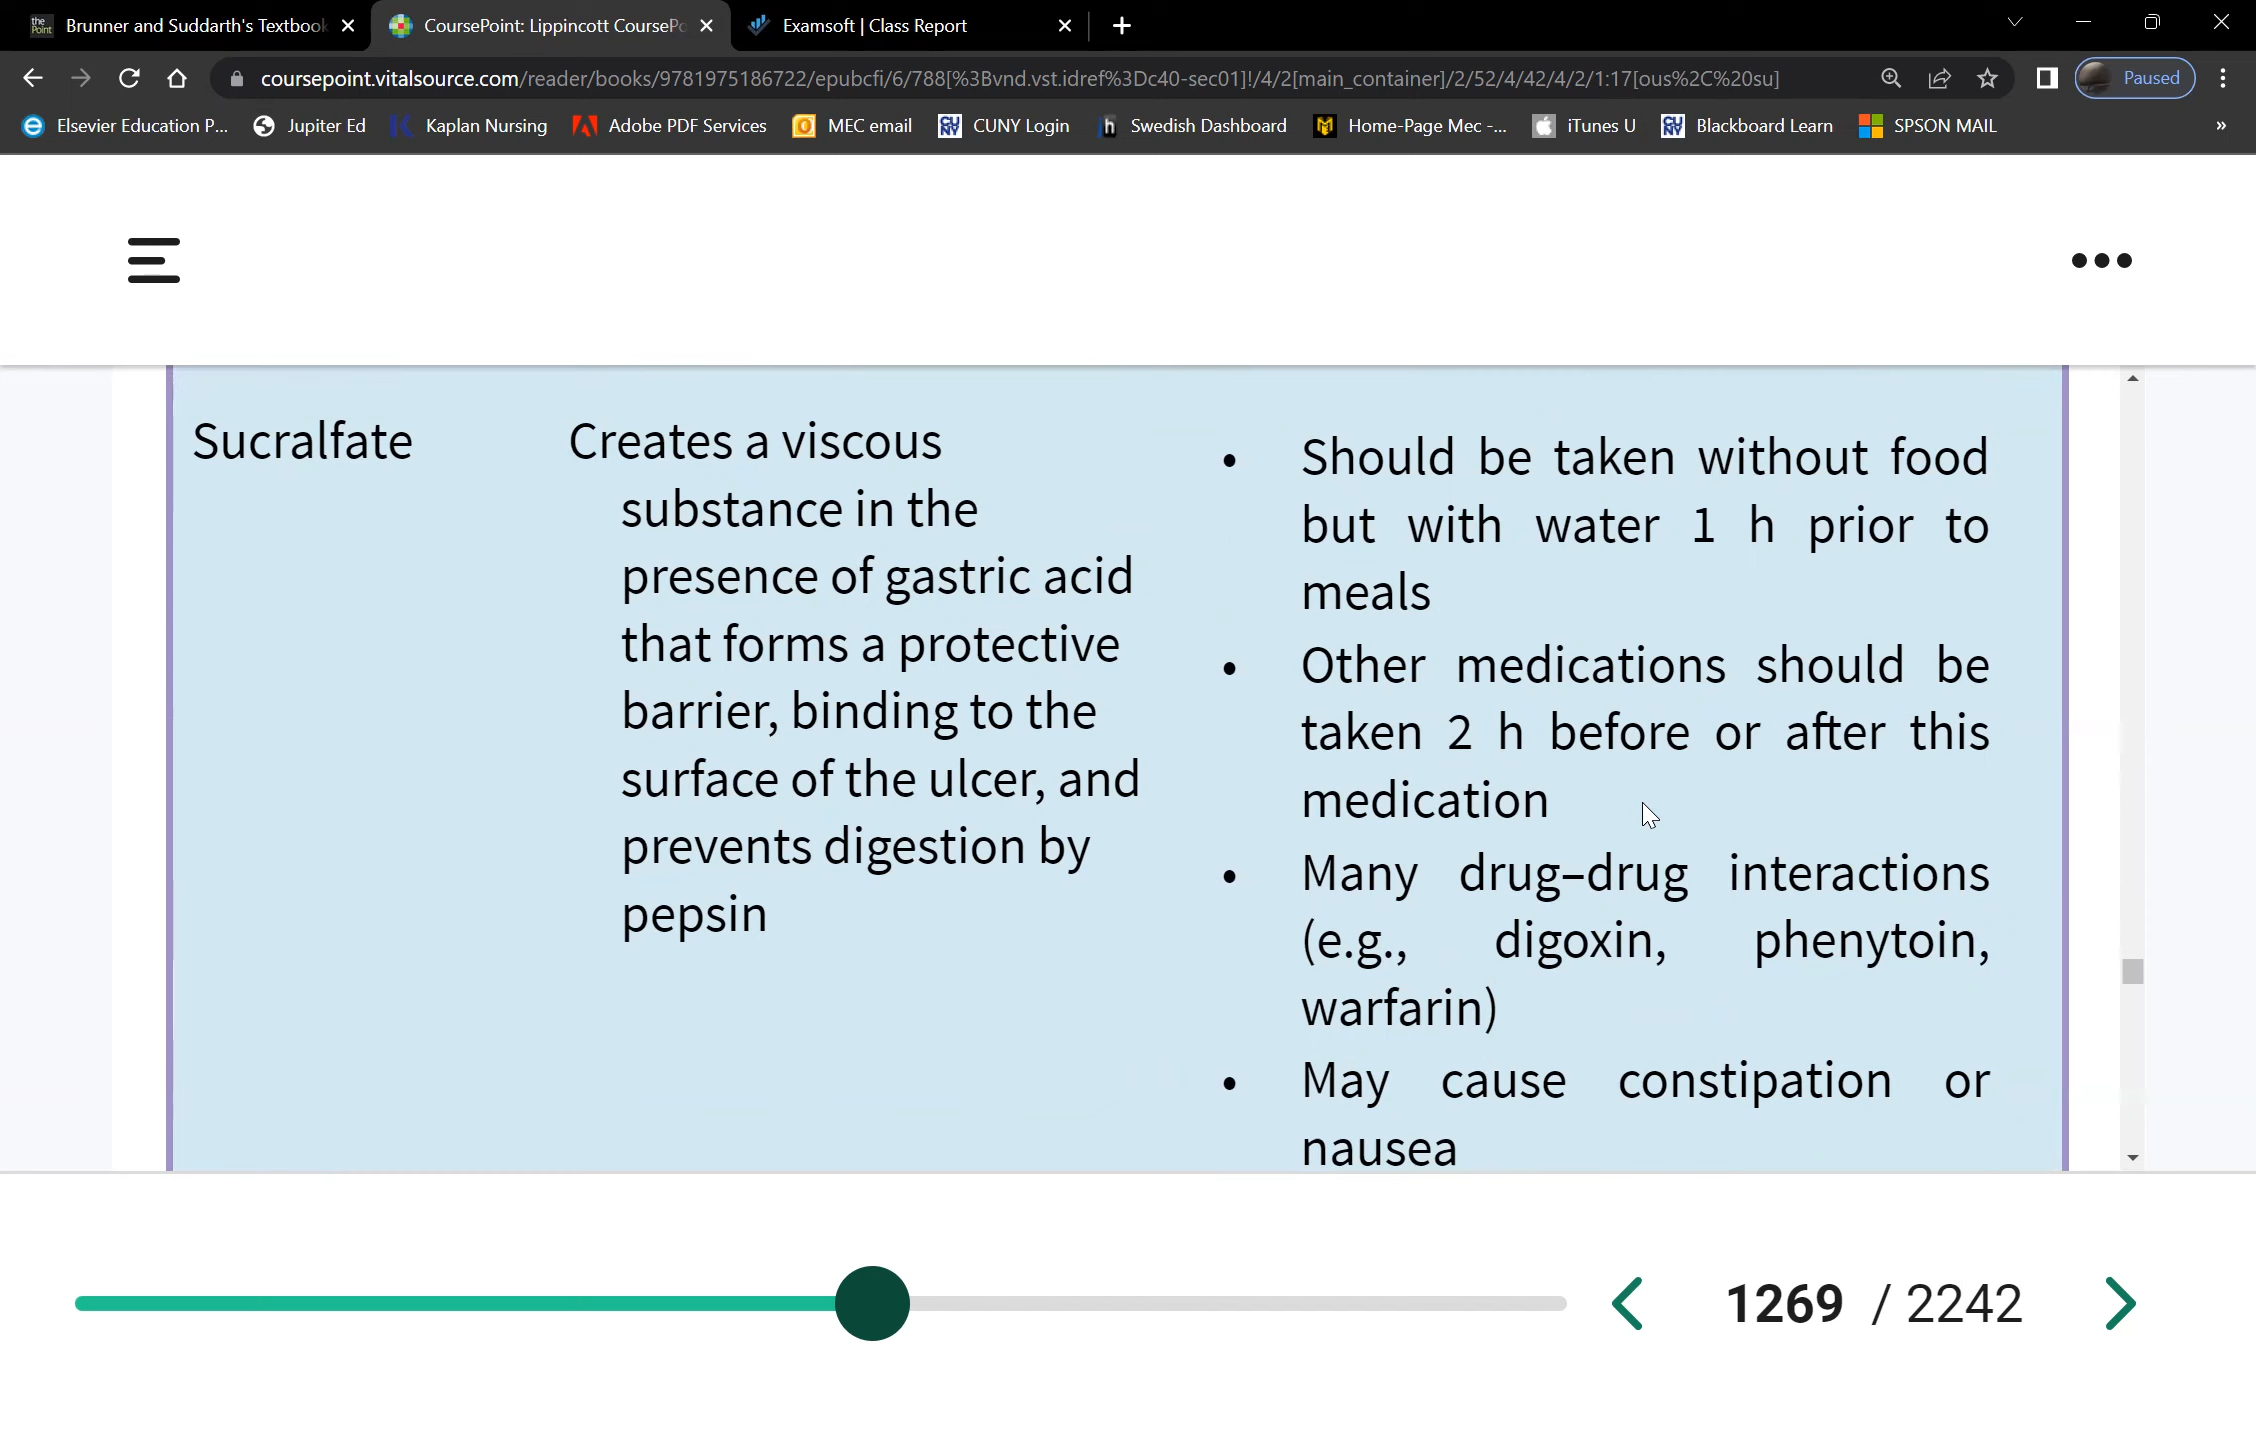 Brunner and Suddarth's Textbook
CoursePoint: Lippincott CoursePo
Examsoft | Class Report
coursepoint.vitalsource.com/reader/books/9781975186722/epubcfi/6/788[%3Bvnd.vst.idref%3Dc40-sec01]!/4/2[main_container]/2/52/4/42/4/2/1:17[ous%2C%20su]
Paused
Elsevier Education P...
Jupiter Ed
Kaplan Nursing
Adobe PDF Services
MEC email
CUNY Login
Swedish Dashboard
Home-Page Mec -...
iTunes U
Blackboard Learn
SPSON MAIL
»
Sucralfate
Creates a viscous
substance in the
presence of gastric acid
that forms a protective
barrier, binding to the
surface of the ulcer, and
prevents digestion by
pepsin
• Should be taken without food
but with water 1 h prior to
meals
• Other medications should be
taken 2 h before or after this
medication
• Many drug–drug interactions
(e.g., digoxin, phenytoin,
warfarin)
• May cause constipation or
nausea
1269 / 2242